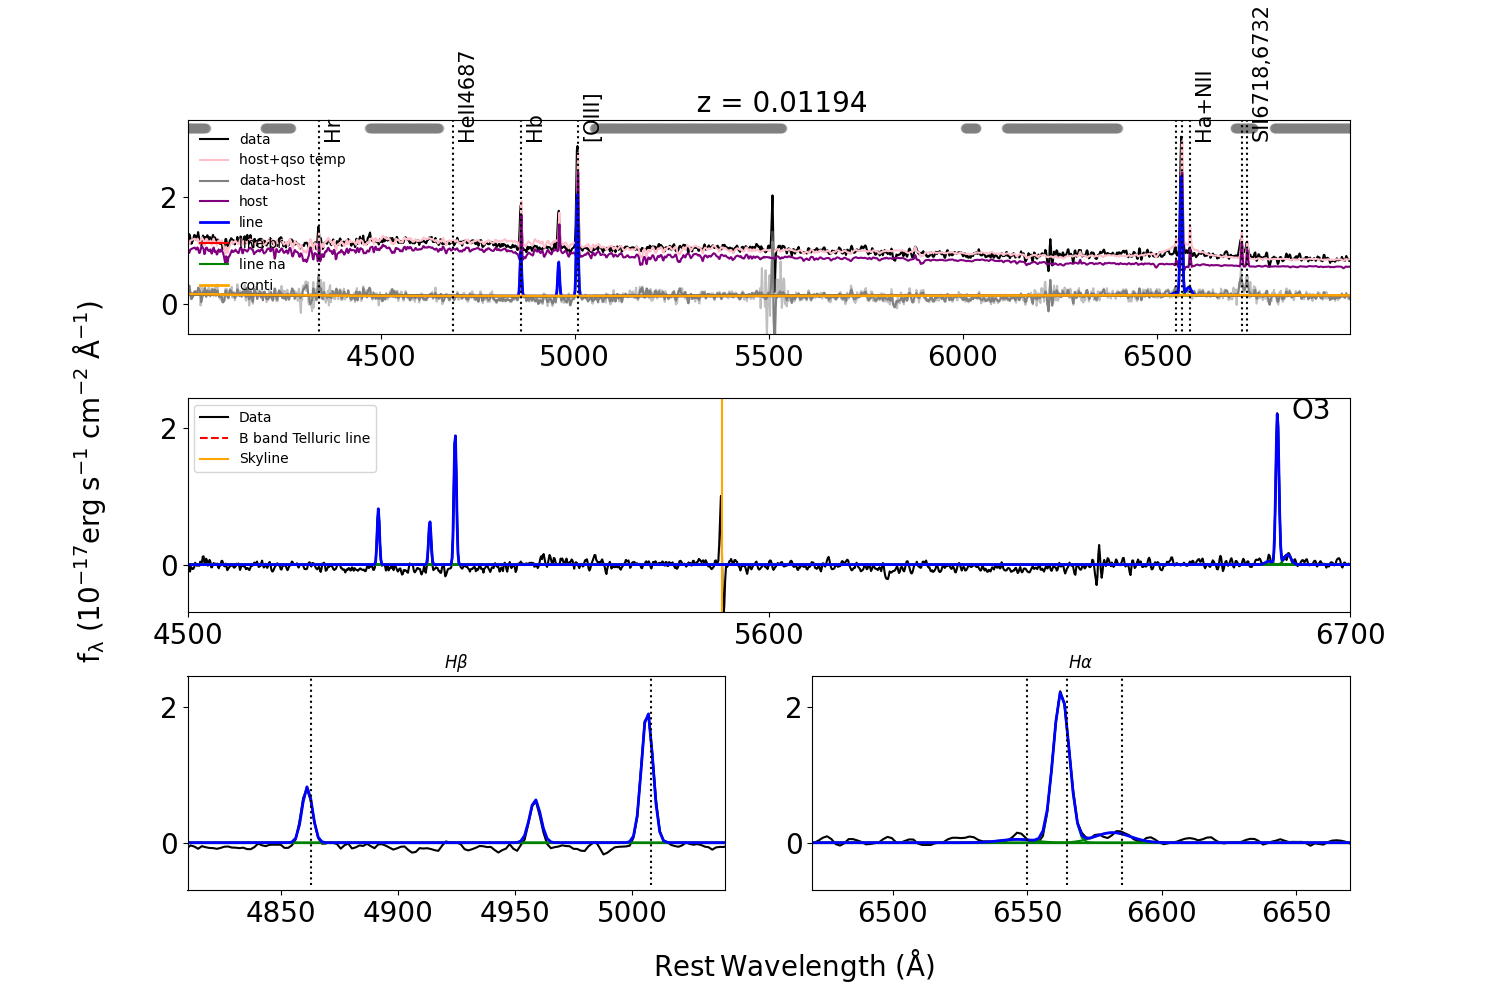 z = 0.01194
Hr
HeII4687
Hb
[OIII]
Ha+NII
SII6718,6732
data
host+qso temp
data-host
host
line
line br
line na
conti
2
0
4500
5000
5500
6000
6500
f_λ (10^−17 erg s^−1 cm^−2 Å^−1)
O3
Data
B band Telluric line
Skyline
2
0
4500
5600
6700
Hβ
2
0
4850
4900
4950
5000
Hα
2
0
6500
6550
6600
6650
Rest Wavelength (Å)